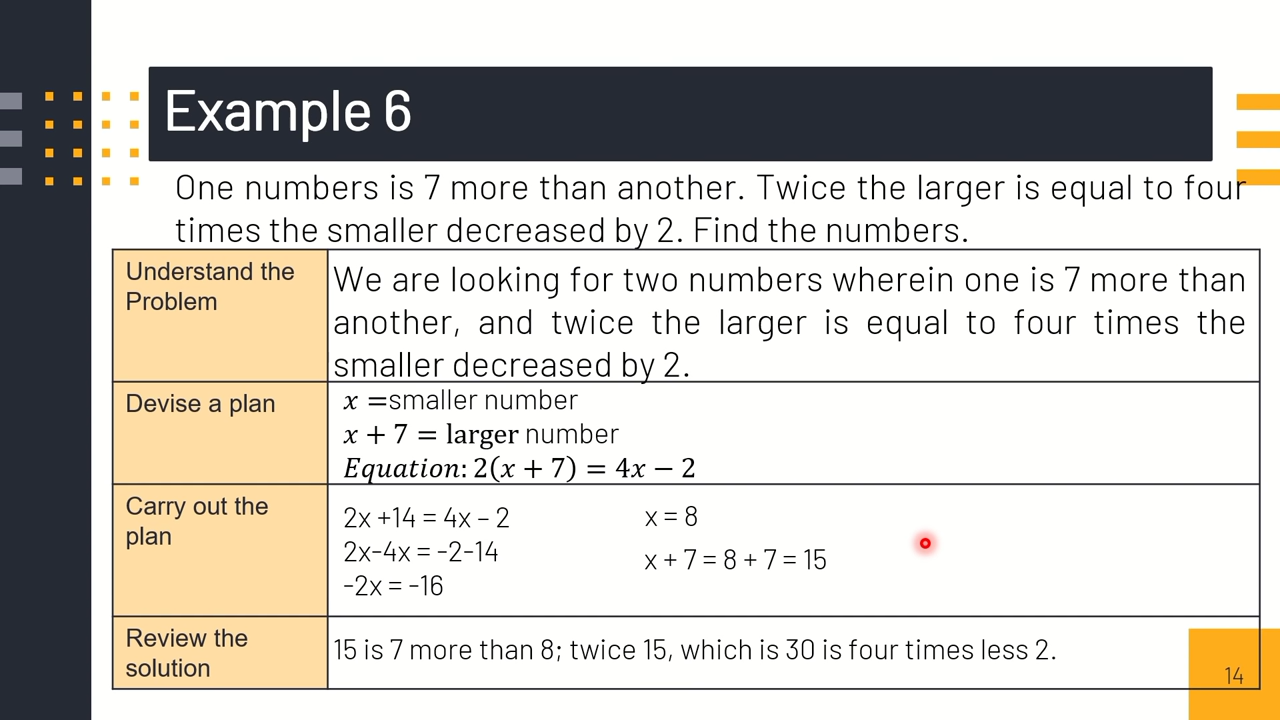 Example 6
One numbers is 7 more than another. Twice the larger is equal to four
times the smaller decreased by 2. Find the numbers.
Understand the
Problem
We are looking for two numbers wherein one is 7 more than
another, and twice the larger is equal to four times the
smaller decreased by 2.
Devise a plan
x =smaller number
x + 7 = larger number
Equation: 2(x + 7) = 4x − 2
Carry out the
plan
2x +14 = 4x – 2
2x-4x = -2-14
-2x = -16
x = 8
x + 7 = 8 + 7 = 15
Review the
solution
15 is 7 more than 8; twice 15, which is 30 is four times less 2.
14